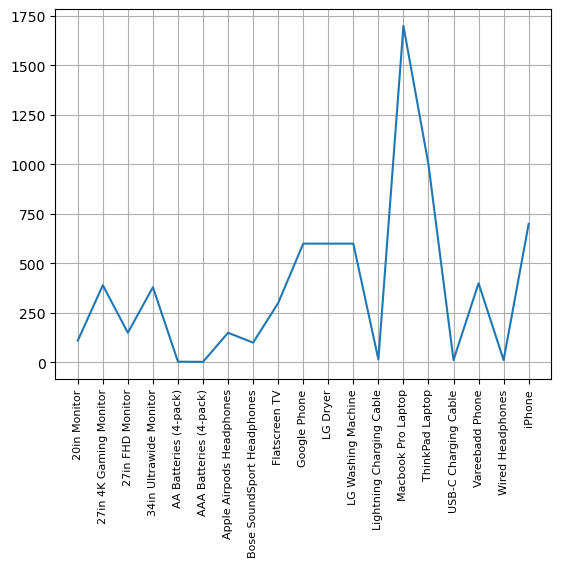 1750
1500
1250
1000
750
500
250
0
20in Monitor
27in 4K Gaming Monitor
27in FHD Monitor
34in Ultrawide Monitor
AA Batteries (4-pack)
AAA Batteries (4-pack)
Apple Airpods Headphones
Bose SoundSport Headphones
Flatscreen TV
Google Phone
LG Dryer
LG Washing Machine
Lightning Charging Cable
Macbook Pro Laptop
ThinkPad Laptop
USB-C Charging Cable
Vareebadd Phone
Wired Headphones
iPhone